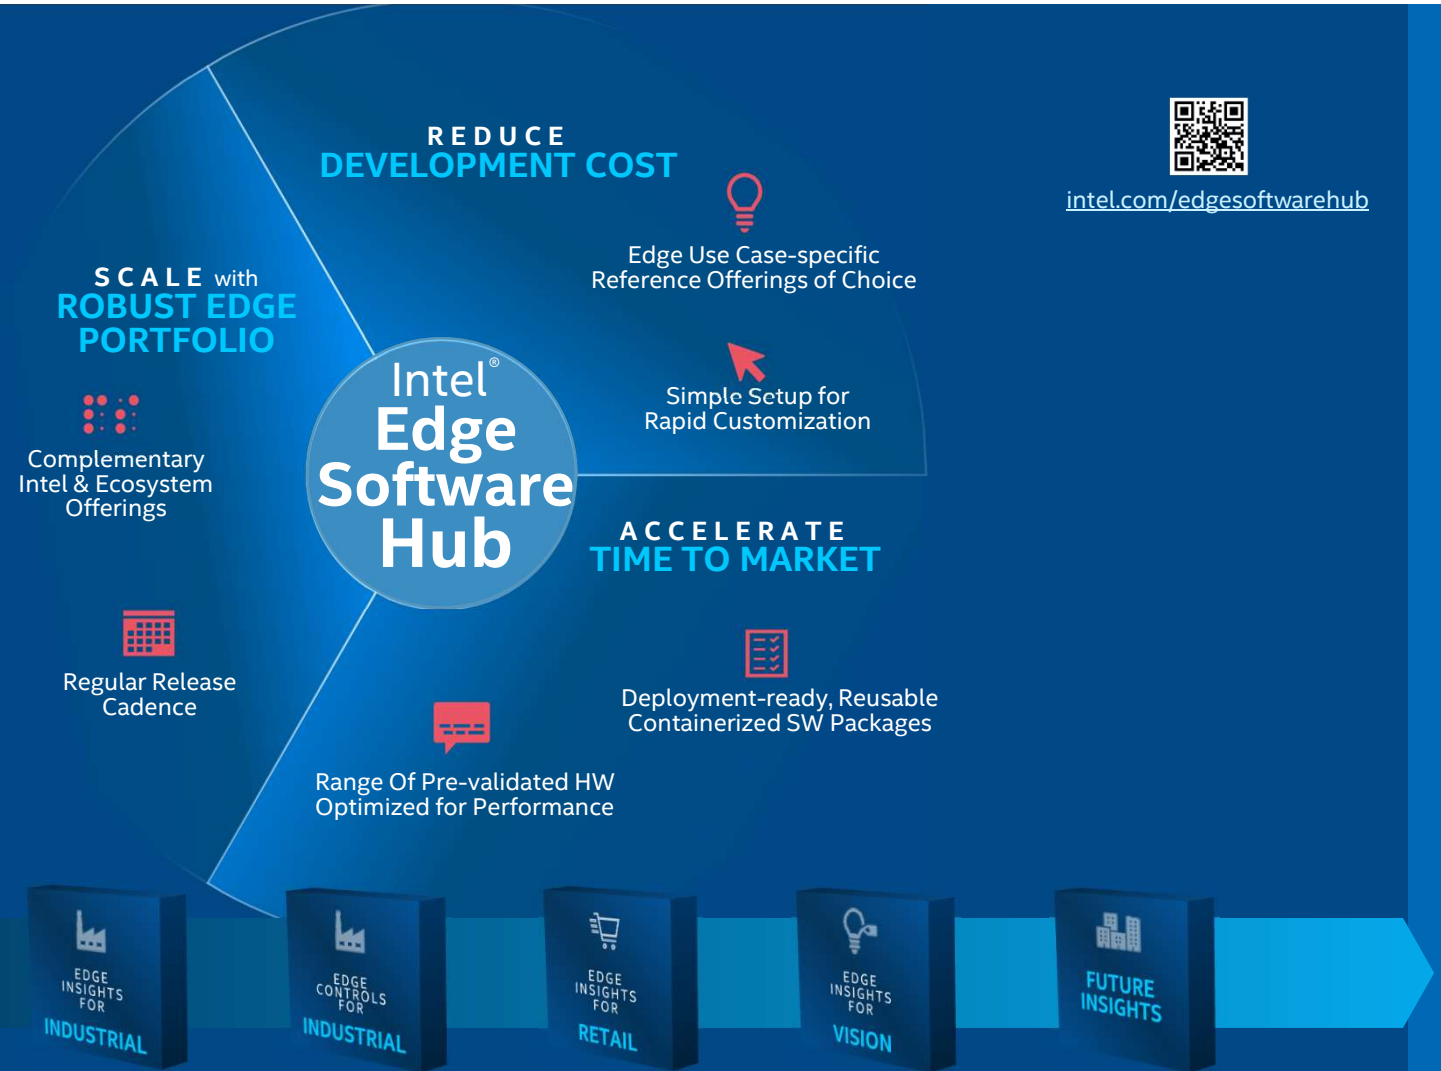 REDUCE
DEVELOPMENT COST
Edge Use Case-specific
Reference Offerings of Choice
Simple Setup for
Rapid Customization
intel.com/edgesoftwarehub
SCALE with
ROBUST EDGE
PORTFOLIO
Complementary
Intel & Ecosystem
Offerings
Regular Release
Cadence
Intel®
Edge
Software
Hub
ACCELERATE
TIME TO MARKET
Deployment-ready, Reusable
Containerized SW Packages
Range Of Pre-validated HW
Optimized for Performance
EDGE
INSIGHTS
FOR
INDUSTRIAL
EDGE
CONTROLS
FOR
INDUSTRIAL
EDGE
INSIGHTS
FOR
RETAIL
EDGE
INSIGHTS
FOR
VISION
FUTURE
INSIGHTS